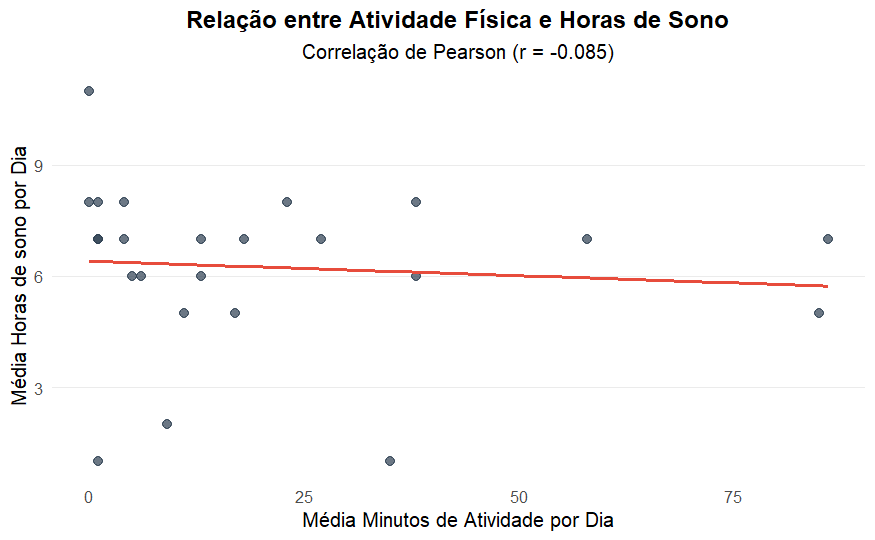 Relação entre Atividade Física e Horas de Sono
Correlação de Pearson (r = -0.085)
Média Horas de sono por Dia
9
6
3
0
25
50
75
Média Minutos de Atividade por Dia